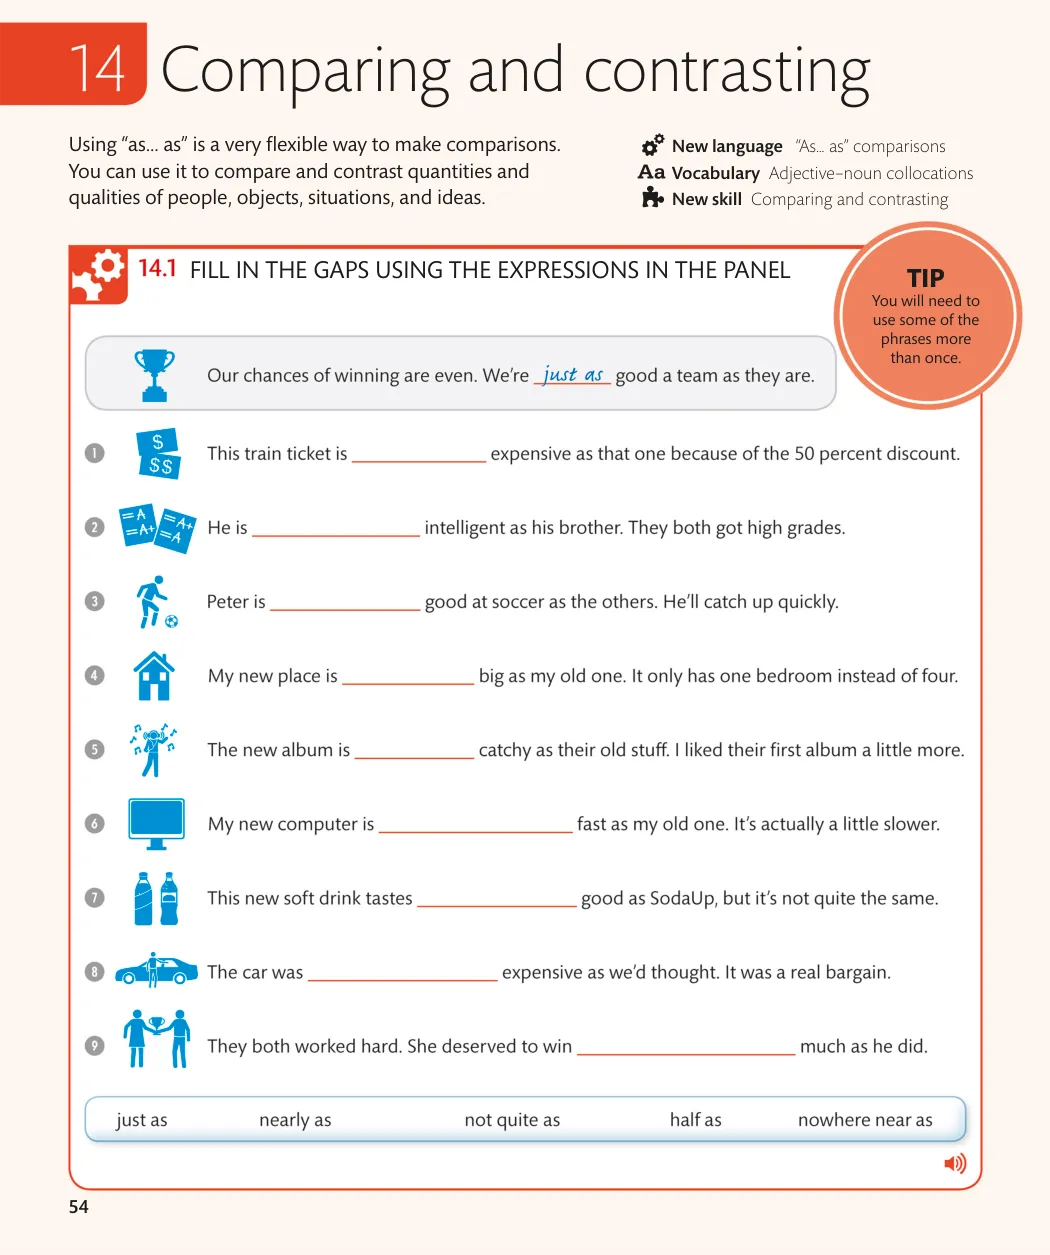 14 Comparing and contrasting
Using “as... as” is a very flexible way to make comparisons.
You can use it to compare and contrast quantities and
qualities of people, objects, situations, and ideas.
New language “As... as” comparisons
Aa Vocabulary Adjective–noun collocations
New skill Comparing and contrasting
14.1 FILL IN THE GAPS USING THE EXPRESSIONS IN THE PANEL
TIP
You will need to
use some of the
phrases more
than once.
Our chances of winning are even. We’re just as good a team as they are.
1 $ $$ This train ticket is ______ expensive as that one because of the 50 percent discount.
2 =A =A+ =A+ =A He is ______ intelligent as his brother. They both got high grades.
3 Peter is ______ good at soccer as the others. He’ll catch up quickly.
4 My new place is ______ big as my old one. It only has one bedroom instead of four.
5 The new album is ______ catchy as their old stuff. I liked their first album a little more.
6 My new computer is ______ fast as my old one. It’s actually a little slower.
7 This new soft drink tastes ______ good as SodaUp, but it’s not quite the same.
8 The car was ______ expensive as we’d thought. It was a real bargain.
9 They both worked hard. She deserved to win ______ much as he did.
just as nearly as not quite as half as nowhere near as
54